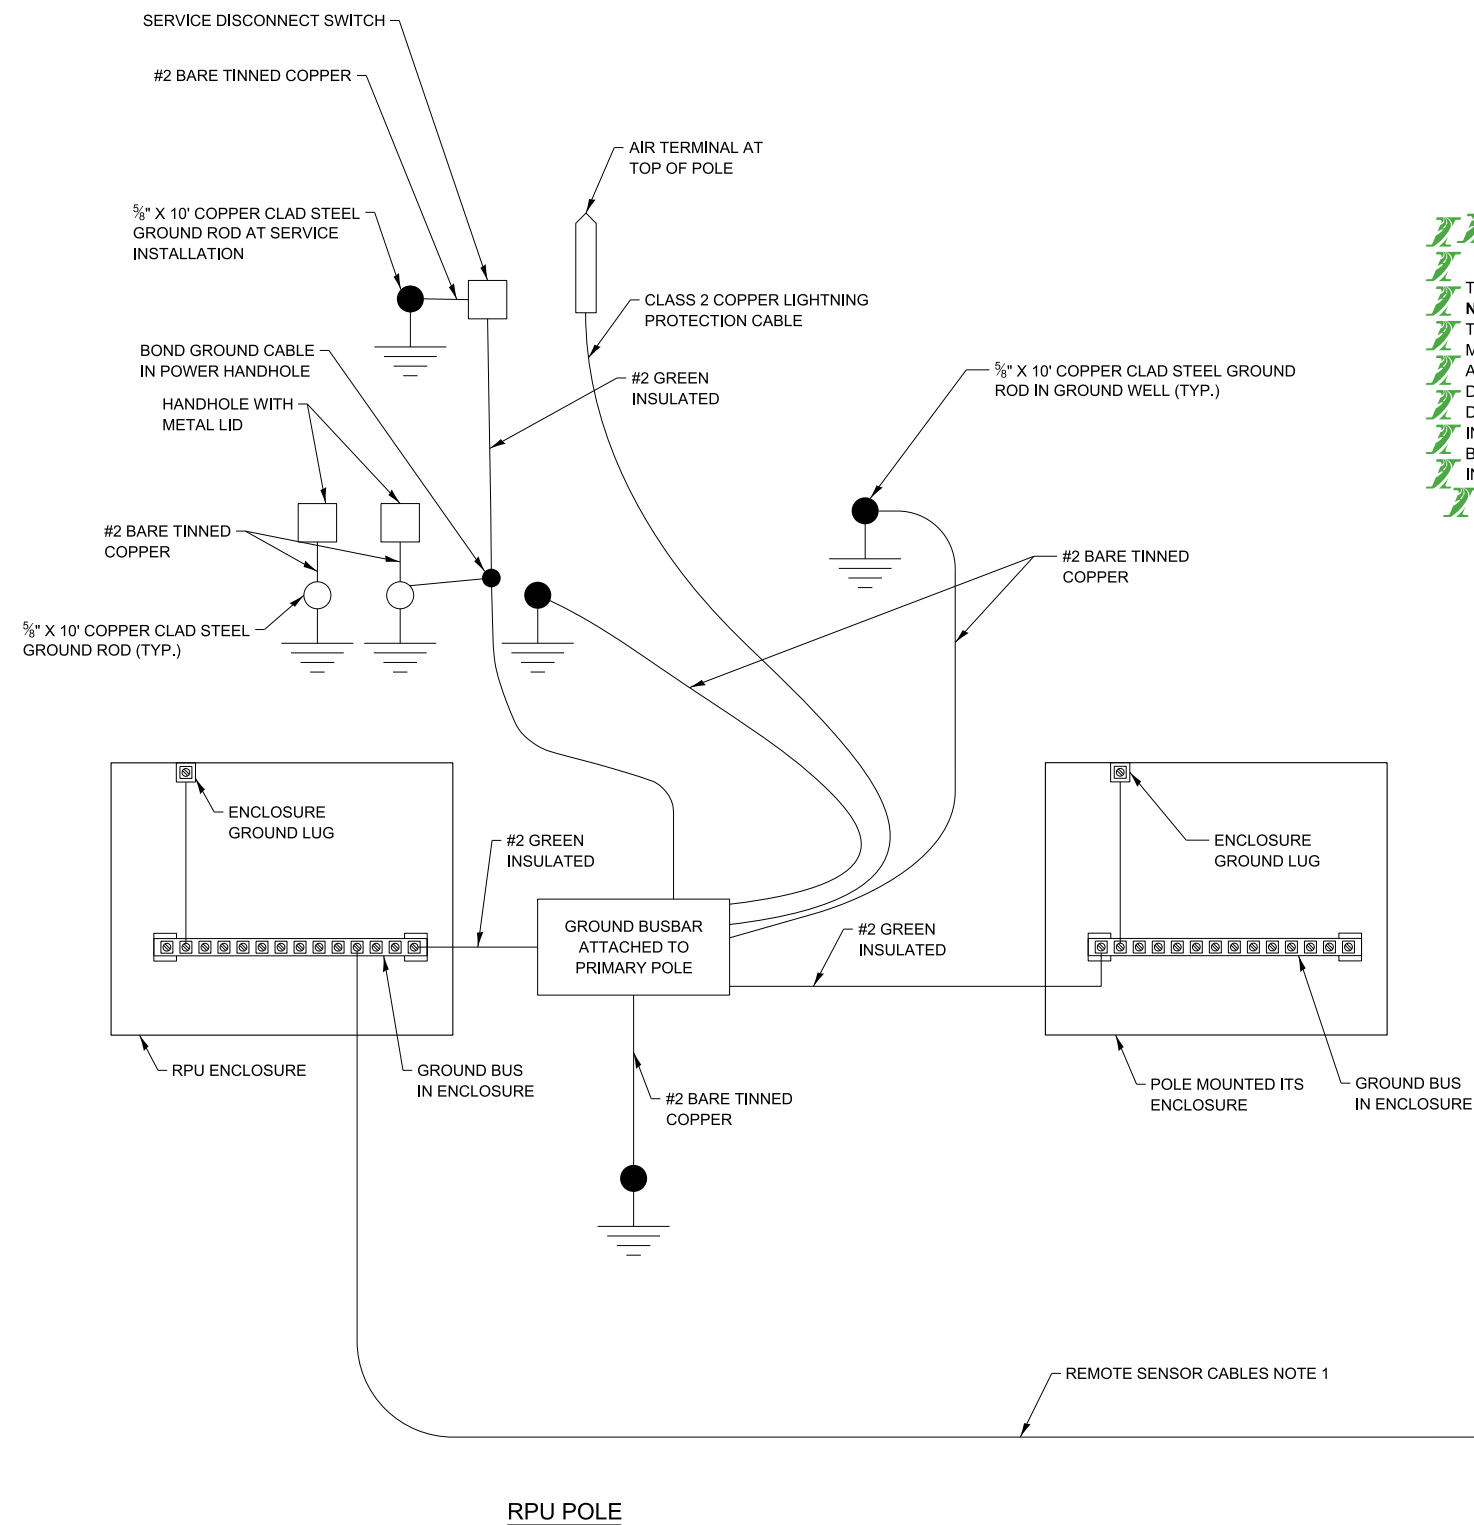 SERVICE DISCONNECT SWITCH
#2 BARE TINNED COPPER
AIR TERMINAL AT
TOP OF POLE
⅝" X 10' COPPER CLAD STEEL
GROUND ROD AT SERVICE
INSTALLATION
CLASS 2 COPPER LIGHTNING
PROTECTION CABLE
BOND GROUND CABLE
IN POWER HANDHOLE
#2 GREEN
INSULATED
⅝" X 10' COPPER CLAD STEEL GROUND
ROD IN GROUND WELL (TYP.)
HANDHOLE WITH
METAL LID
#2 BARE TINNED
COPPER
#2 BARE TINNED
COPPER
⅝" X 10' COPPER CLAD STEEL
GROUND ROD (TYP.)
T
N
T
M
A
D
D
IN
B
IN
ENCLOSURE
GROUND LUG
#2 GREEN
INSULATED
GROUND BUSBAR
ATTACHED TO
PRIMARY POLE
#2 GREEN
INSULATED
ENCLOSURE
GROUND LUG
RPU ENCLOSURE
GROUND BUS
IN ENCLOSURE
#2 BARE TINNED
COPPER
POLE MOUNTED ITS
ENCLOSURE
GROUND BUS
IN ENCLOSURE
REMOTE SENSOR CABLES NOTE 1
RPU POLE